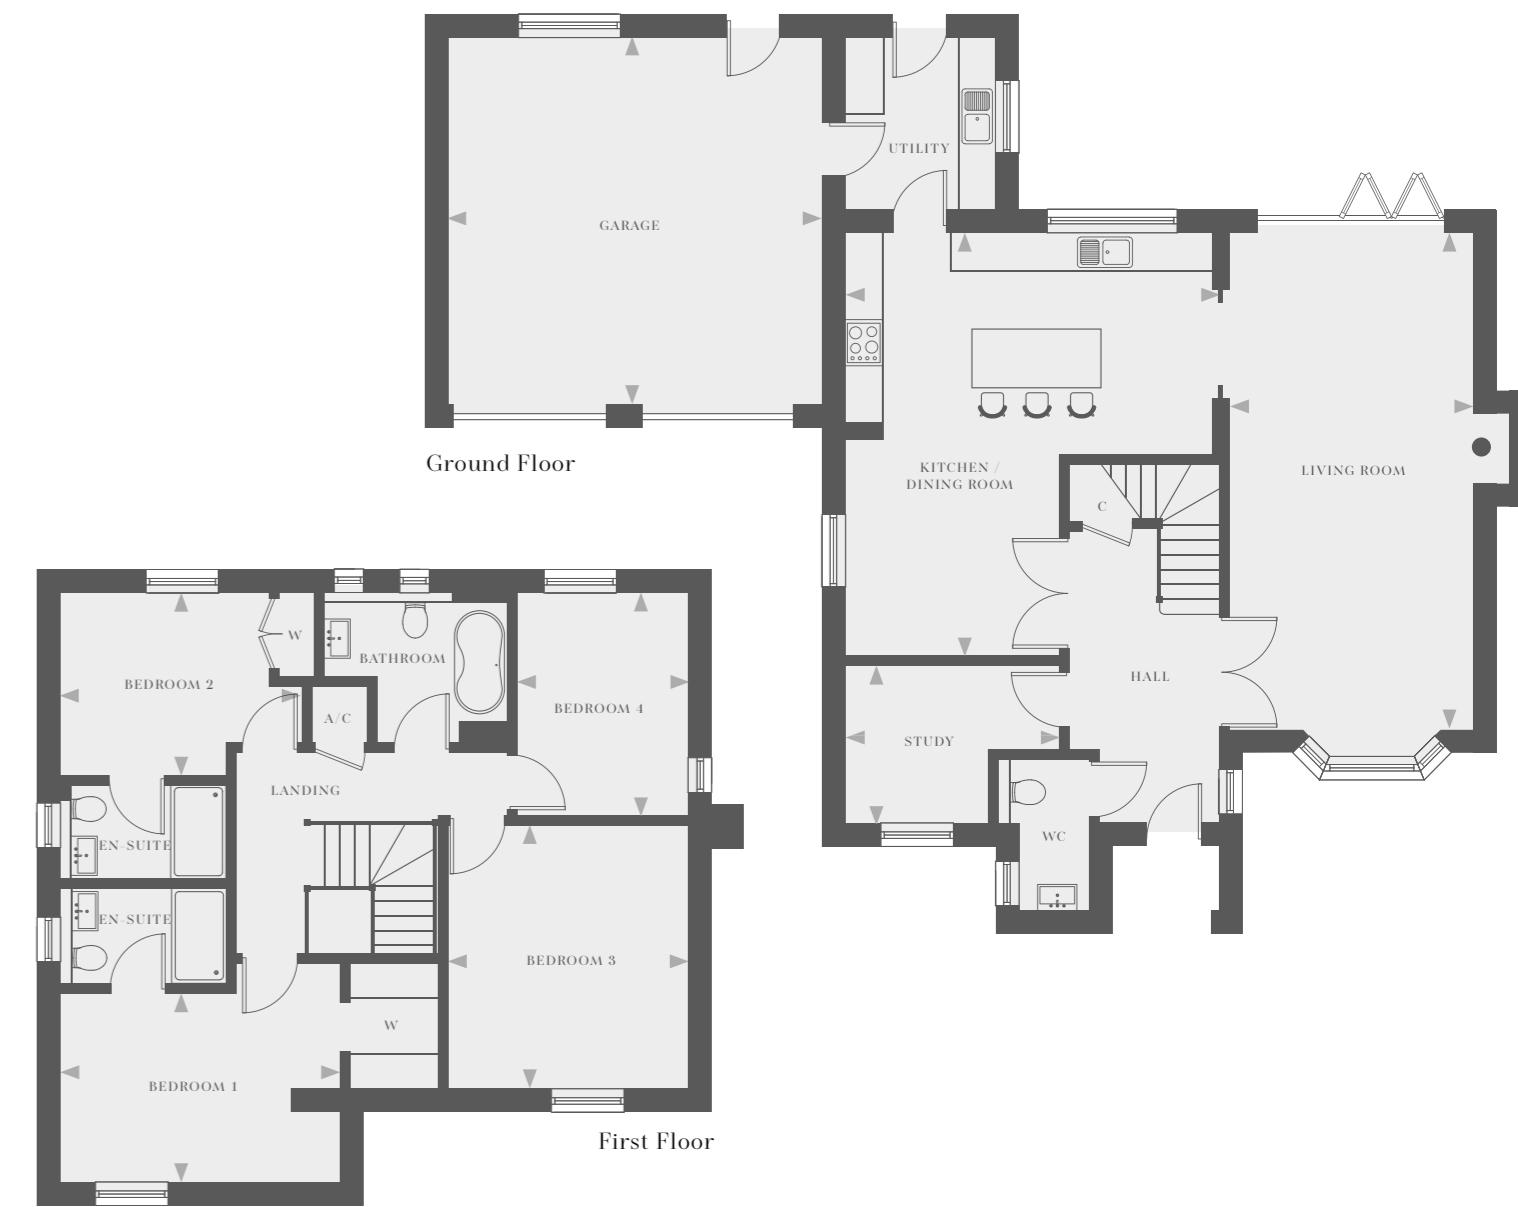 UTILITY
GARAGE
Ground Floor
KITCHEN /
DINING ROOM
LIVING ROOM
C
HALL
STUDY
WC
W
BATHROOM
BEDROOM 2
A/C
BEDROOM 4
LANDING
EN-SUITE
EN-SUITE
BEDROOM 3
W
BEDROOM 1
First Floor